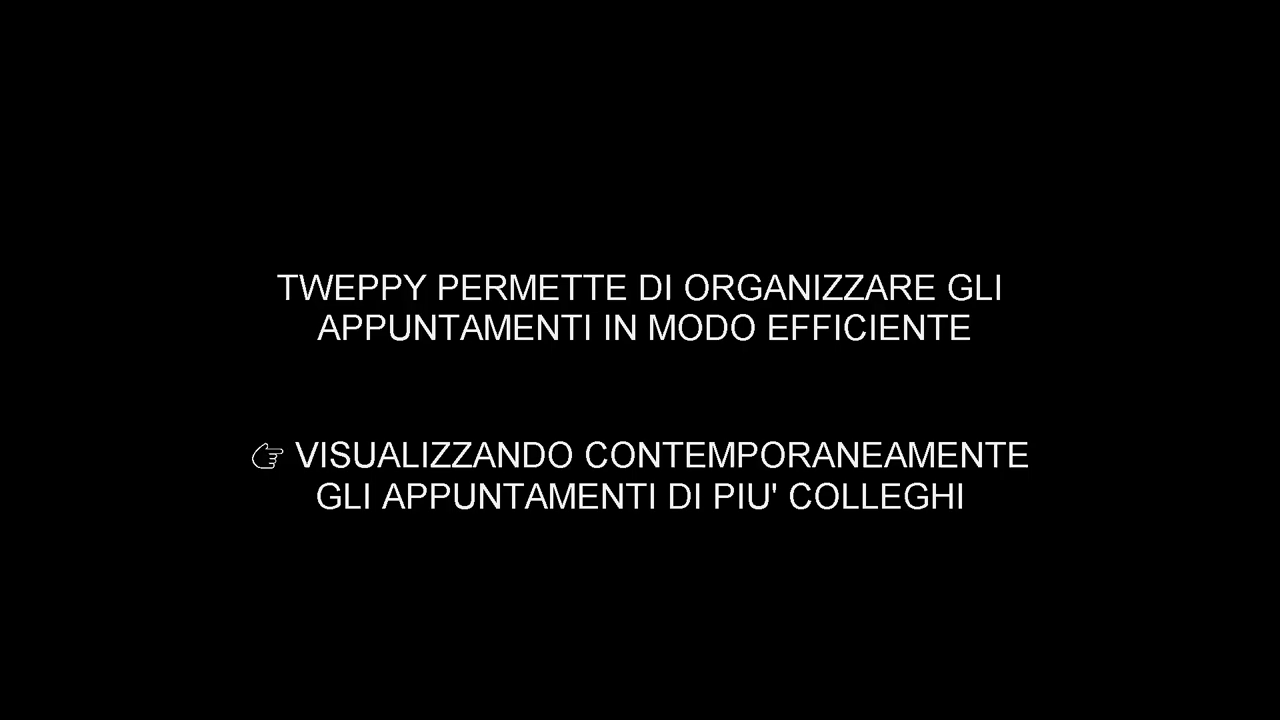 TWEPPY PERMETTE DI ORGANIZZARE GLI
APPUNTAMENTI IN MODO EFFICIENTE
☞ VISUALIZZANDO CONTEMPORANEAMENTE
GLI APPUNTAMENTI DI PIU' COLLEGHI